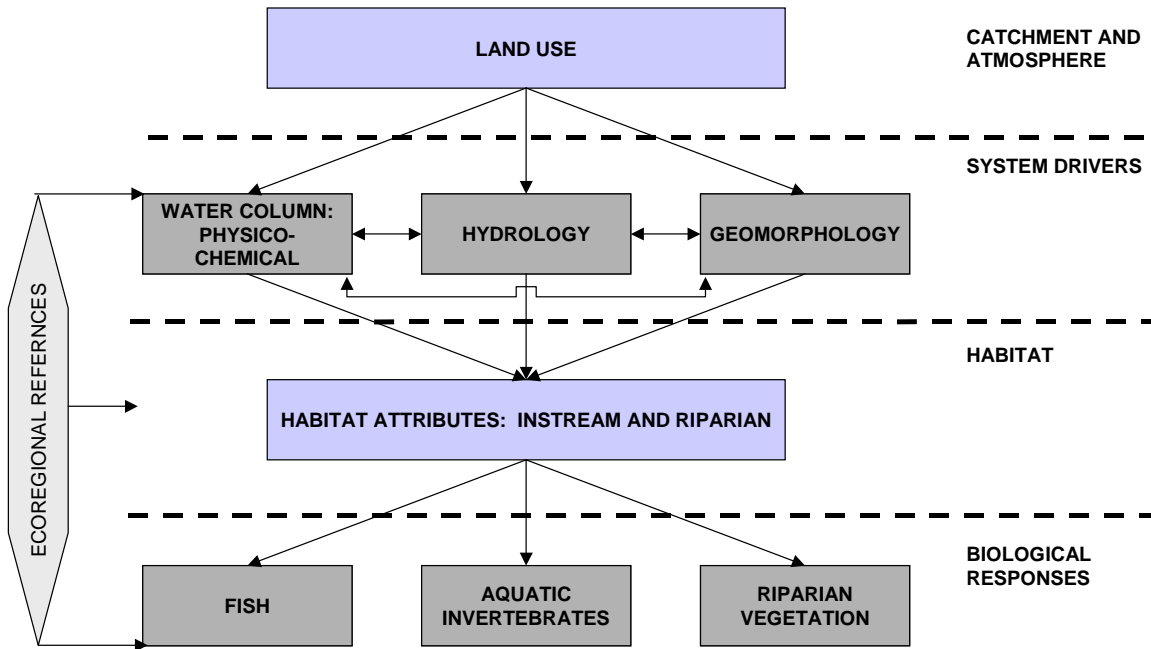 LAND USE
CATCHMENT AND
ATMOSPHERE
SYSTEM DRIVERS
WATER COLUMN:
PHYSICO-
CHEMICAL
HYDROLOGY
GEOMORPHOLOGY
ECOREGIONAL REFERENCES
HABITAT
HABITAT ATTRIBUTES: INSTREAM AND RIPARIAN
BIOLOGICAL
RESPONSES
FISH
AQUATIC
INVERTEBRATES
RIPARIAN
VEGETATION